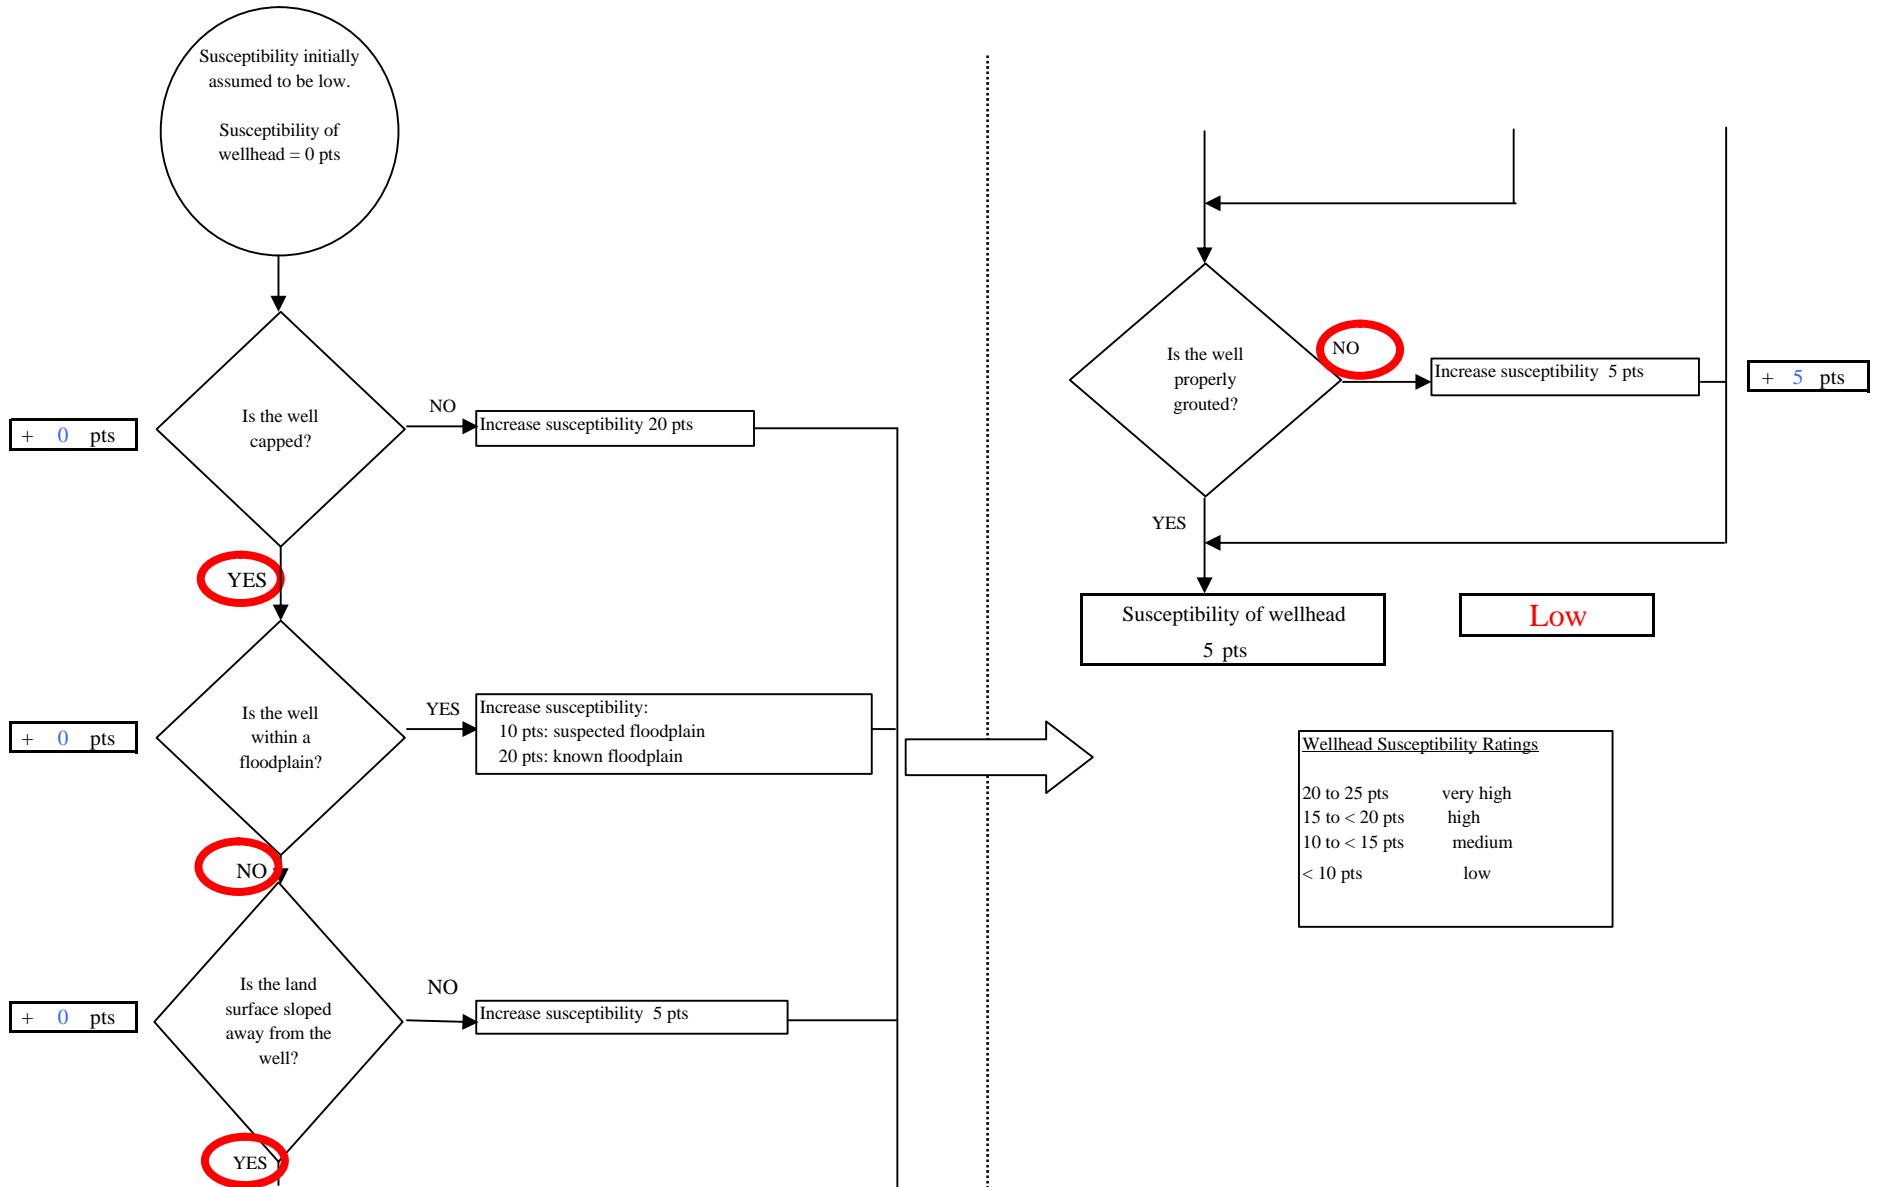 Susceptibility initially
assumed to be low.
Susceptibility of
wellhead = 0 pts
Is the well
capped?
NO
Increase susceptibility 20 pts
+ 0 pts
YES
Is the well
within a
floodplain?
YES
Increase susceptibility:
10 pts: suspected floodplain
20 pts: known floodplain
+ 0 pts
NO
Is the land
surface sloped
away from the
well?
NO
Increase susceptibility 5 pts
+ 0 pts
YES
Is the well
properly
grouted?
NO
Increase susceptibility 5 pts
+ 5 pts
YES
Susceptibility of wellhead
5 pts
Low
Wellhead Susceptibility Ratings
20 to 25 pts very high
15 to < 20 pts high
10 to < 15 pts medium
< 10 pts low